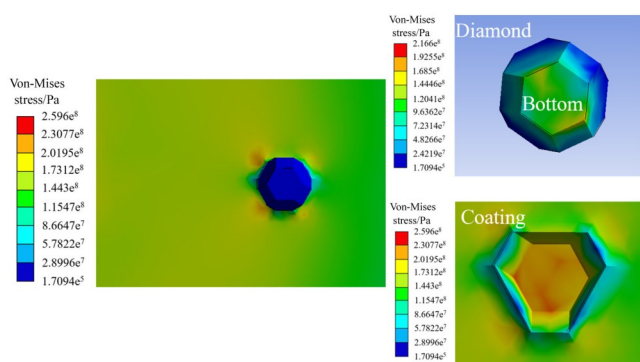 Von-Mises
stress/Pa
2.596e⁸
2.3077e⁸
2.0195e⁸
1.7312e⁸
1.443e⁸
1.1547e⁸
8.6647e⁷
5.7822e⁷
2.8996e⁷
1.7094e⁵
Von-Mises
stress/Pa
2.166e⁸
1.9255e⁸
1.685e⁸
1.4446e⁸
1.2041e⁸
9.6362e⁷
7.2314e⁷
4.8266e⁷
2.4219e⁷
1.7094e⁵
Diamond
Bottom
Von-Mises
stress/Pa
2.596e⁸
2.3077e⁸
2.0195e⁸
1.7312e⁸
1.443e⁸
1.1547e⁸
8.6647e⁷
5.7822e⁷
2.8996e⁷
1.7094e⁵
Coating